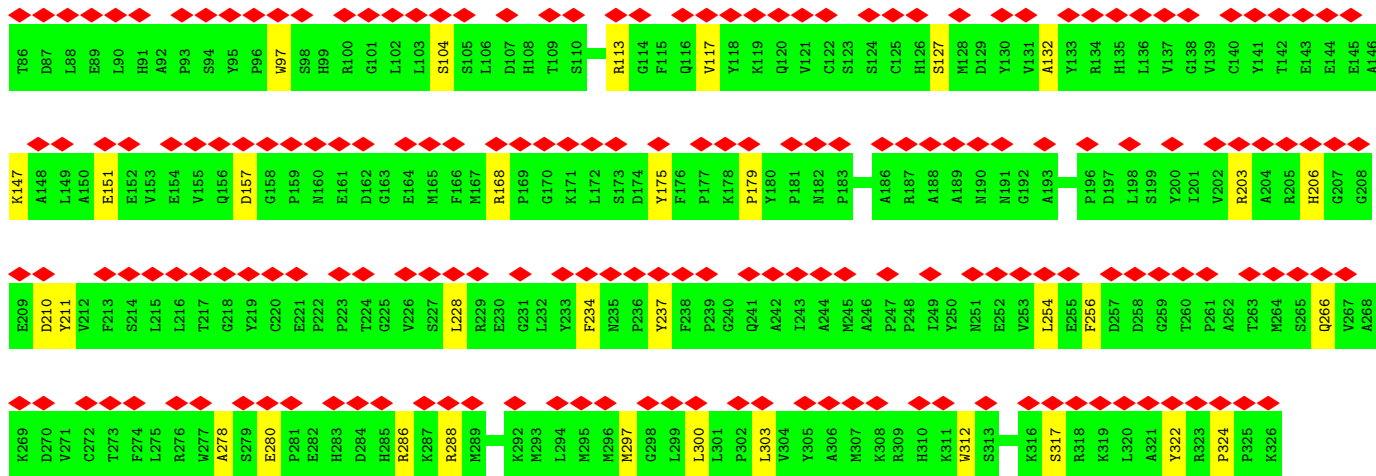 T86 D87 L88 E89 L90 H91 A92 P93 S94 Y95 P96 W97 S98 H99 R100 G101 L102 L103 S104 S105 L106 D107 H108 T109 S110 R113 G114 F115 Q116 V117 Y118 K119 Q120 V121 C122 S123 S124 C125 H126 S127 M128 D129 Y130 V131 A132 Y133 R134 H135 L136 V137 G138 V139 C140 Y141 T142 E143 E144 E145 A146
K147 A148 L149 A150 E151 E152 V153 E154 V155 Q156 D157 G158 P159 N160 E161 D162 G163 E164 M165 F166 M167 R168 P169 G170 K171 L172 S173 D174 Y175 F176 P177 K178 P179 Y180 P181 N182 P183 A186 R187 A188 A189 N190 N191 G192 A193 P196 D197 L198 S199 Y200 I201 V202 R203 A204 R205 H206 G207 G208
E209 D210 Y211 V212 F213 S214 L215 L216 T217 G218 Y219 C220 E221 P222 P223 T224 G225 V226 S227 L228 R229 E230 G231 L232 Y233 F234 N235 P236 Y237 F238 P239 G240 Q241 A242 I243 A244 M245 A246 P247 P248 I249 Y250 N251 E252 V253 L254 E255 F256 D257 D258 G259 T260 P261 A262 T263 M264 S265 Q266 V267 A268
K269 D270 V271 C272 T273 F274 L275 R276 W277 A278 S279 E280 P281 E282 H283 D284 H285 R286 K287 R288 M289 K292 M293 L294 M295 M296 M297 G298 L299 L300 L301 P302 L303 V304 Y305 A306 M307 K308 R309 H310 K311 W312 S313 K316 S317 R318 K319 L320 A321 Y322 R323 P324 P325 K326